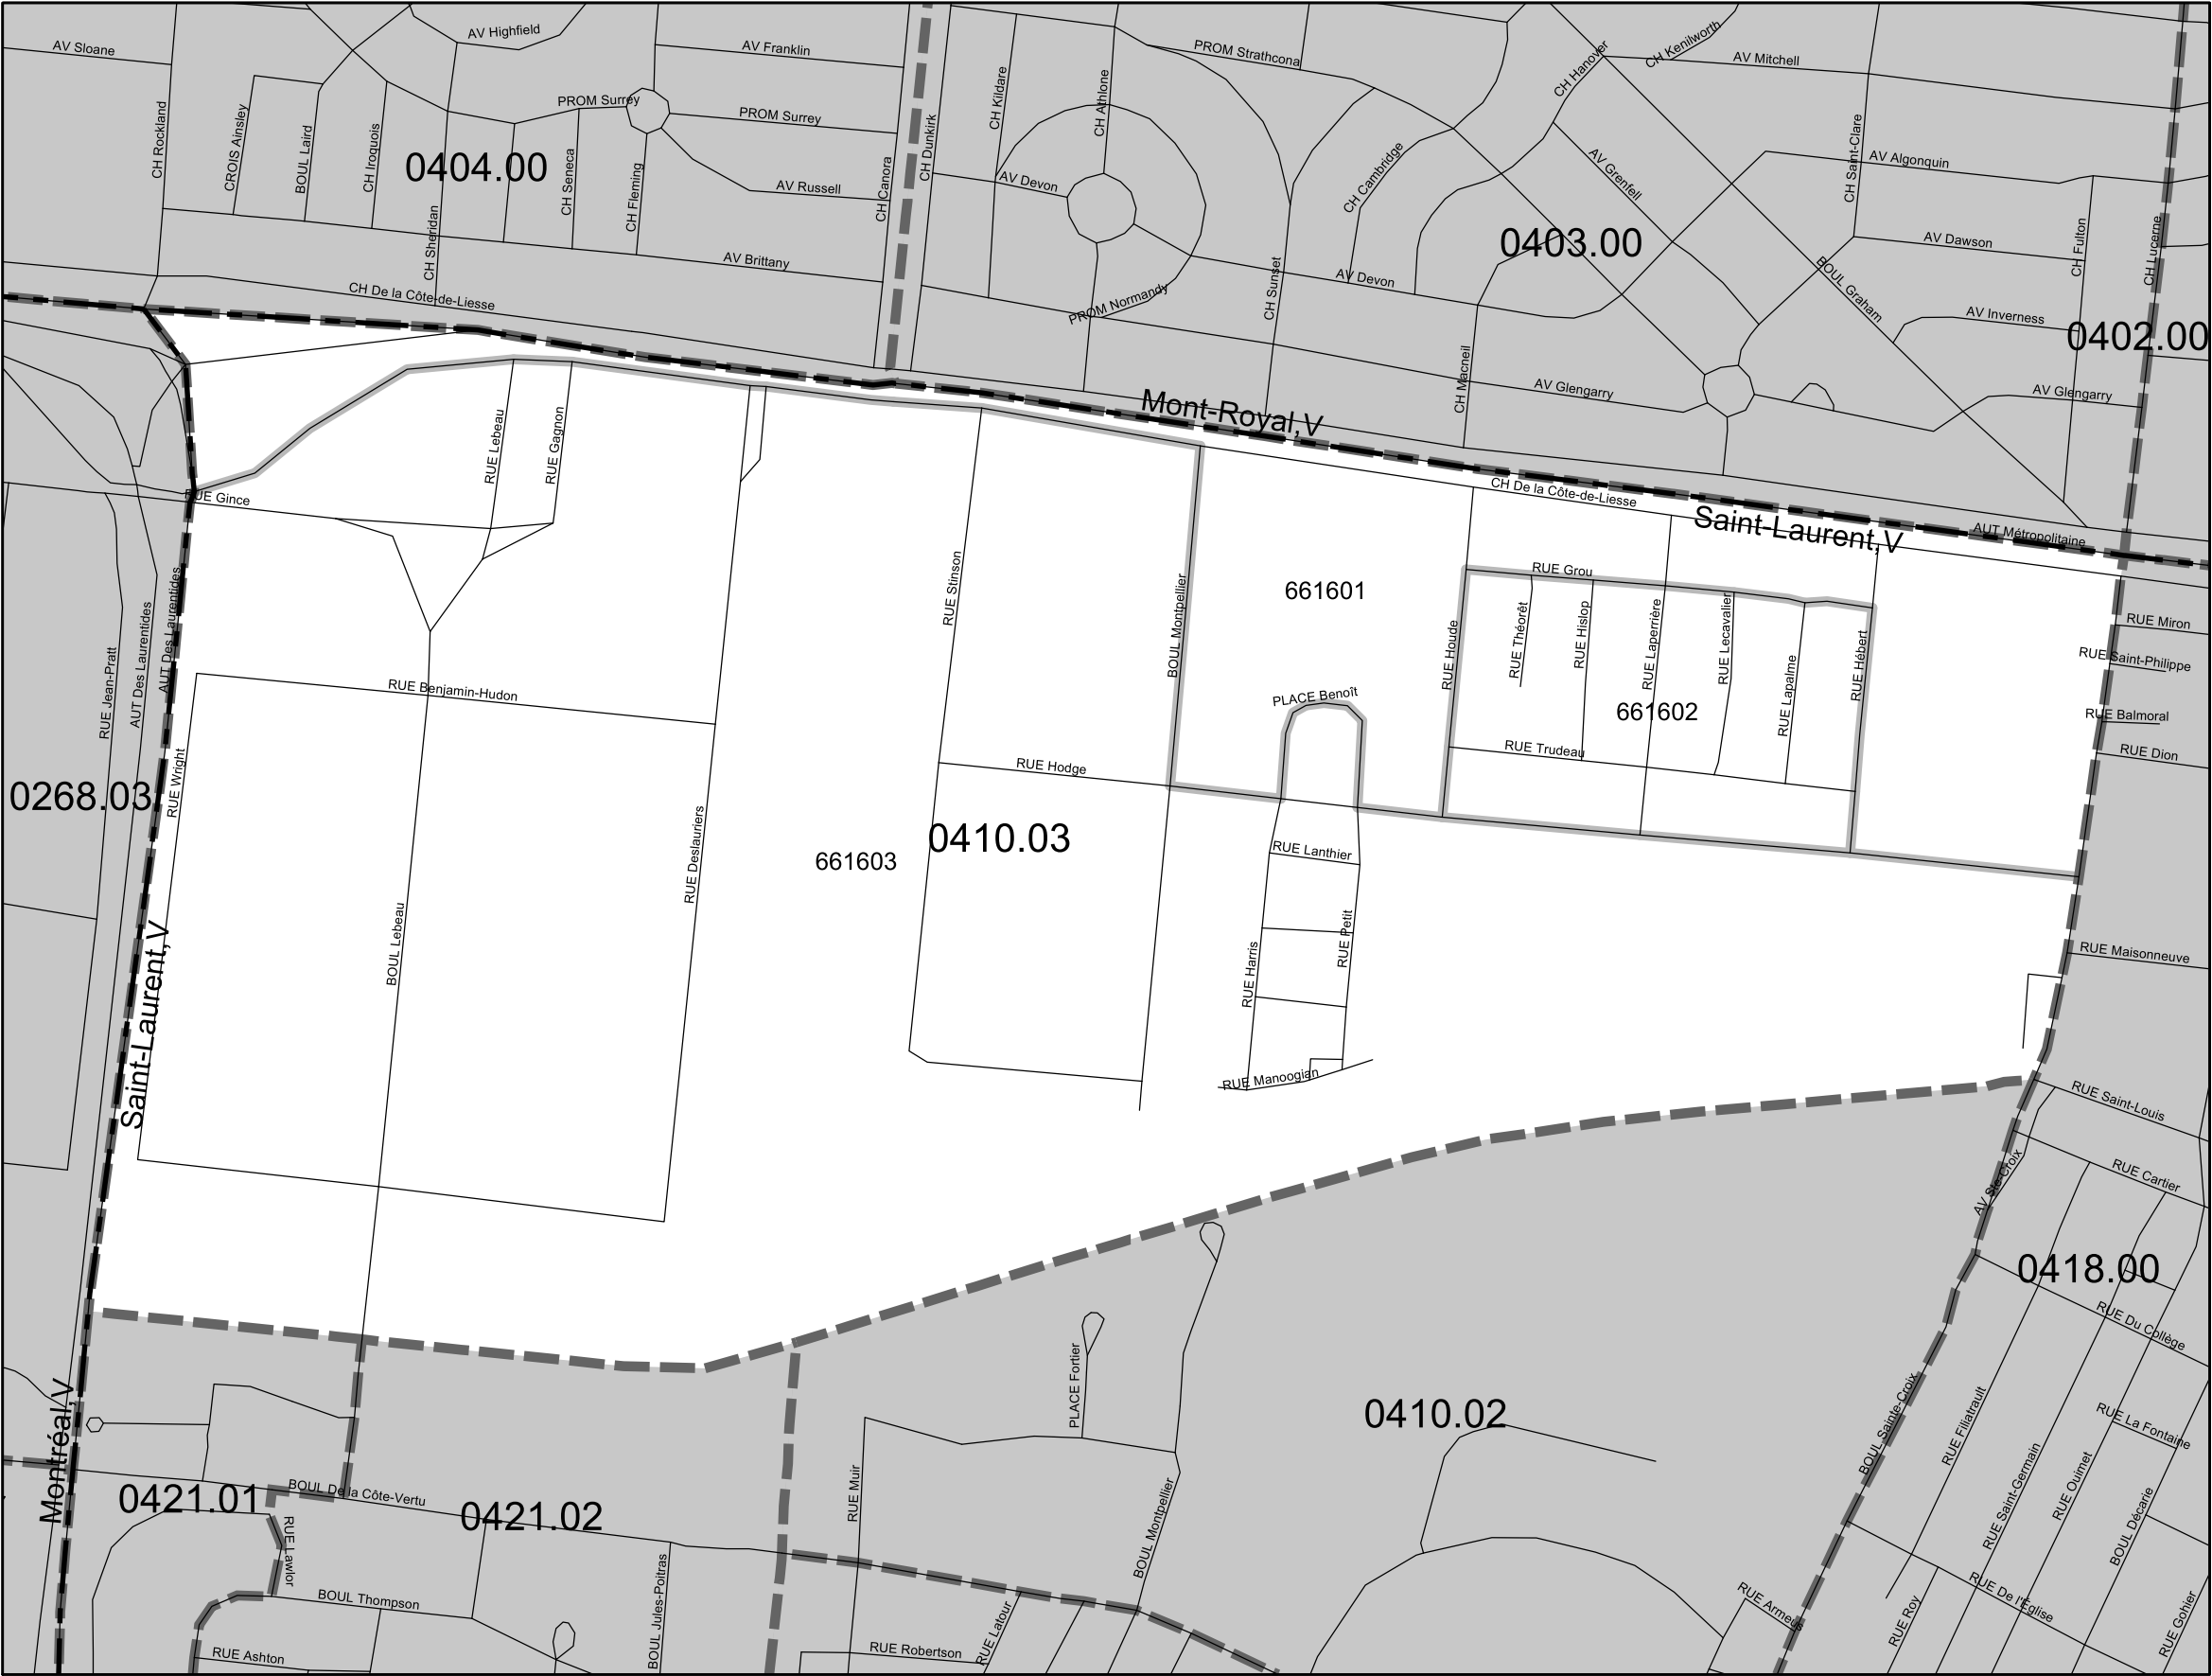 AV Sloane
AV Highfield
AV Franklin
PROM Strathcona
CH Hanover
CH Kenilworth
AV Mitchell
CH Rockland
CROIS Ainsley
BOUL Laird
CH Iroquois
0404.00
PROM Surrey
PROM Surrey
CH Seneca
CH Fleming
AV Russell
CH Canora
CH Dunkirk
CH Kildare
CH Athlone
AV Devon
CH Cambridge
AV Grenfell
CH Saint-Clare
AV Algonquin
0403.00
AV Dawson
CH Fulton
CH Lucerne
CH Sheridan
AV Brittany
CH De la Côte-de-Liesse
PROM Normandy
CH Sunset
AV Devon
BOUL Graham
AV Inverness
0402.00
CH Macneil
AV Glengarry
AV Glengarry
Mont-Royal,V
RUE Lebeau
RUE Gagnon
RUE Gince
CH De la Côte-de-Liesse
Saint-Laurent,V
AUT Métropolitaine
RUE Jean-Pratt
AUT Des Laurentides
AUT Des Laurentides
RUE Stinson
BOUL Montpellier
661601
RUE Grou
RUE Houde
RUE Théorêt
RUE Hislop
RUE Laperrière
RUE Lecavalier
RUE Lapalme
RUE Hébert
RUE Miron
RUE Saint-Philippe
RUE Balmoral
RUE Dion
RUE Benjamin-Hudon
PLACE Benoît
661602
RUE Trudeau
0268.03
RUE Wright
RUE Hodge
RUE Deslauriers
661603
0410.03
RUE Lanthier
BOUL Lebeau
RUE Harris
RUE Petit
RUE Maisonneuve
Saint-Laurent,V
RUE Manoogian
RUE Saint-Louis
RUE Cartier
AV Ste-Croix
0418.00
RUE Du Collège
Montréal,V
PLACE Fortier
0410.02
BOUL Sainte-Croix
RUE Filiatrault
RUE La Fontaine
RUE Saint-Germain
RUE Ouimet
BOUL Décarie
0421.01
BOUL De la Côte-Vertu
0421.02
RUE Muir
BOUL Montpellier
RUE Lawlor
BOUL Thompson
BOUL Jules-Poitras
RUE Ashton
RUE Robertson
RUE Latour
RUE Roy
RUE De l'Eglise
RUE Gohier